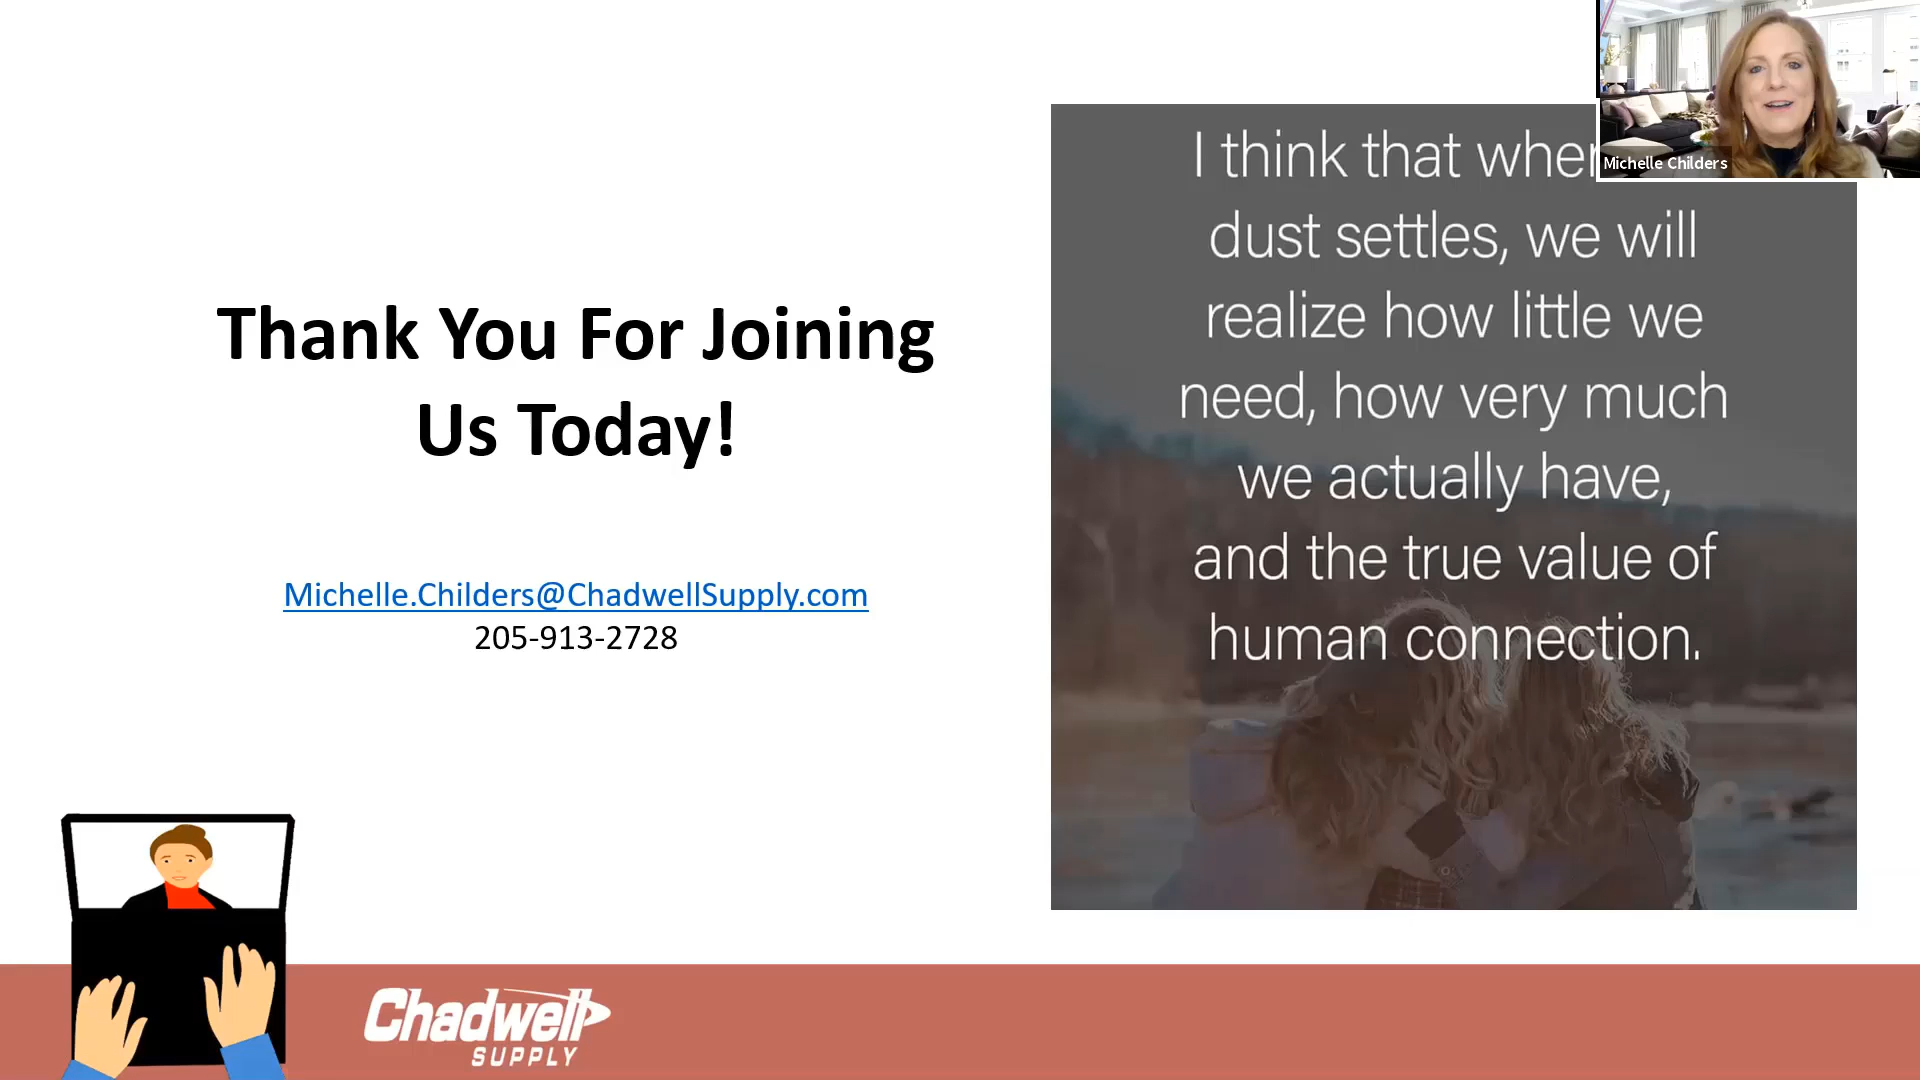 Thank You For Joining
Us Today!
Michelle.Childers@ChadwellSupply.com
205-913-2728
I think that when
dust settles, we will
realize how little we
need, how very much
we actually have,
and the true value of
human connection.
Michelle Childers
Chadwell
SUPPLY